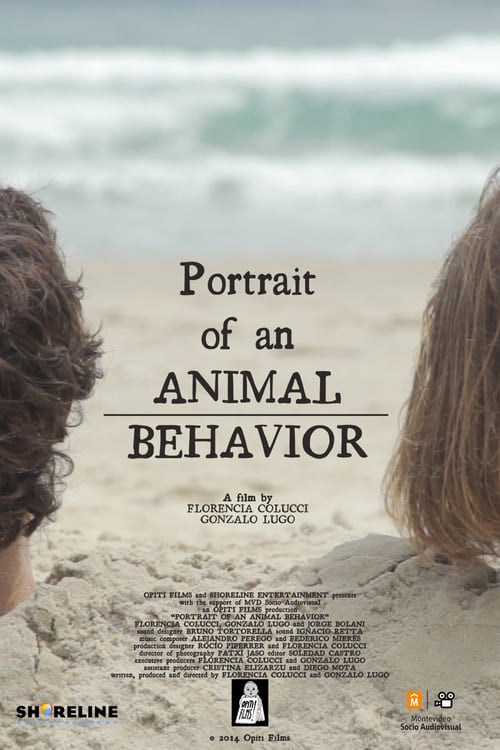 Portrait
of an
ANIMAL
BEHAVIOR
A film by
FLORENCIA COLUCCI
GONZALO LUGO
OPITI FILMS and SHORELINE ENTERTAINMENT presents
with the support of MVD Socio Audiovisual
an OPITI FILMS production
"PORTRAIT OF AN ANIMAL BEHAVIOR"
FLORENCIA COLUCCI, GONZALO LUGO and JORGE BOLANI
sound designer BRUNO TORTORELLA sound IGNACIO RETTA
music composer ALEJANDRO PEREGO and FEDERICO MIERES
production designer ROCIO PIFERRER and FLORENCIA COLUCCI
director of photography PATXI JASO editor SOLEDAD CASTRO
executive producers FLORENCIA COLUCCI and GONZALO LUGO
assistant producer CRISTINA ELIZARZU and DIEGO MOTA
written, produced and directed by FLORENCIA COLUCCI and GONZALO LUGO
OPITI
FILMS
SHORELINE
M
Montevideo
Socio Audiovisual
© 2014 Opiti Films